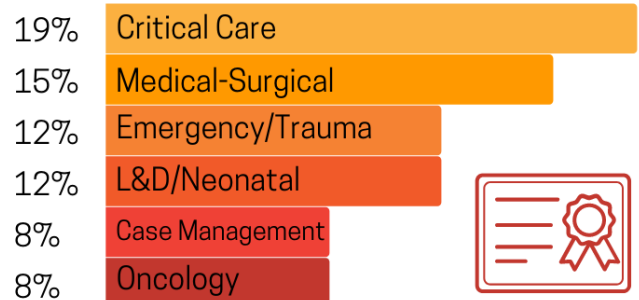 19% Critical Care
15% Medical-Surgical
12% Emergency/Trauma
12% L&D/Neonatal
8% Case Management
8% Oncology